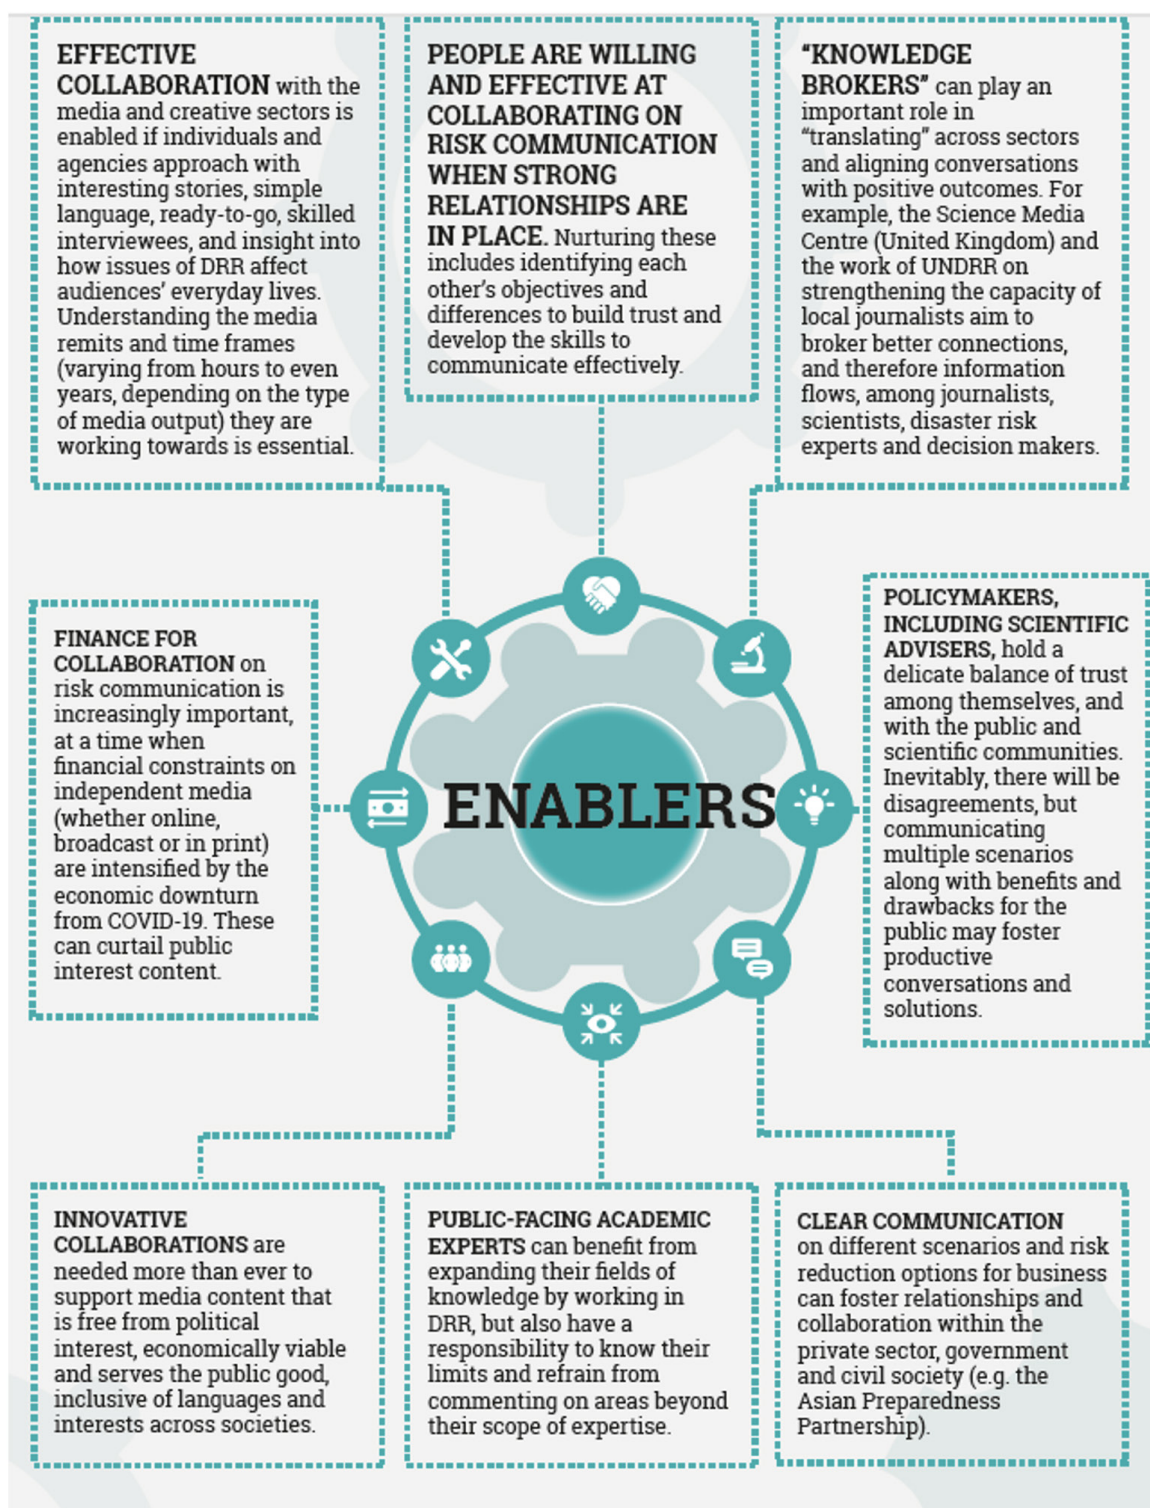 EFFECTIVE
COLLABORATION with the
media and creative sectors is
enabled if individuals and
agencies approach with
interesting stories, simple
language, ready-to-go, skilled
interviewees, and insight into
how issues of DRR affect
audiences’ everyday lives.
Understanding the media
remits and time frames
(varying from hours to even
years, depending on the type
of media output) they are
working towards is essential.
PEOPLE ARE WILLING
AND EFFECTIVE AT
COLLABORATING ON
RISK COMMUNICATION
WHEN STRONG
RELATIONSHIPS ARE
IN PLACE. Nurturing these
includes identifying each
other’s objectives and
differences to build trust and
develop the skills to
communicate effectively.
“KNOWLEDGE
BROKERS” can play an
important role in
“translating” across sectors
and aligning conversations
with positive outcomes. For
example, the Science Media
Centre (United Kingdom) and
the work of UNDRR on
strengthening the capacity of
local journalists aim to
broker better connections,
and therefore information
flows, among journalists,
scientists, disaster risk
experts and decision makers.
FINANCE FOR
COLLABORATION on
risk communication is
increasingly important,
at a time when
financial constraints on
independent media
(whether online,
broadcast or in print)
are intensified by the
economic downturn
from COVID-19. These
can curtail public
interest content.
ENABLERS
POLICYMAKERS,
INCLUDING SCIENTIFIC
ADVISERS, hold a
delicate balance of trust
among themselves, and
with the public and
scientific communities.
Inevitably, there will be
disagreements, but
communicating
multiple scenarios
along with benefits and
drawbacks for the
public may foster
productive
conversations and
solutions.
INNOVATIVE
COLLABORATIONS are
needed more than ever to
support media content that
is free from political
interest, economically viable
and serves the public good,
inclusive of languages and
interests across societies.
PUBLIC-FACING ACADEMIC
EXPERTS can benefit from
expanding their fields of
knowledge by working in
DRR, but also have a
responsibility to know their
limits and refrain from
commenting on areas beyond
their scope of expertise.
CLEAR COMMUNICATION
on different scenarios and risk
reduction options for business
can foster relationships and
collaboration within the
private sector, government
and civil society (e.g. the
Asian Preparedness
Partnership).